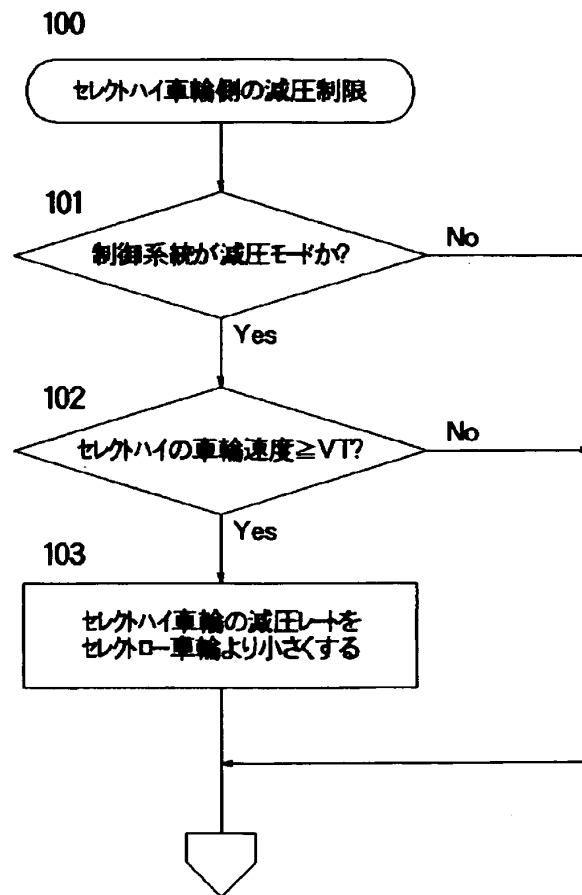 100
セレクトハイ車輪側の減圧制限
101
制御系統が減圧モードか?
No
Yes
102
セレクトハイの車輪速度≧VT?
No
Yes
103
セレクトハイ車輪の減圧レートを
セレクトロー車輪より小さくする